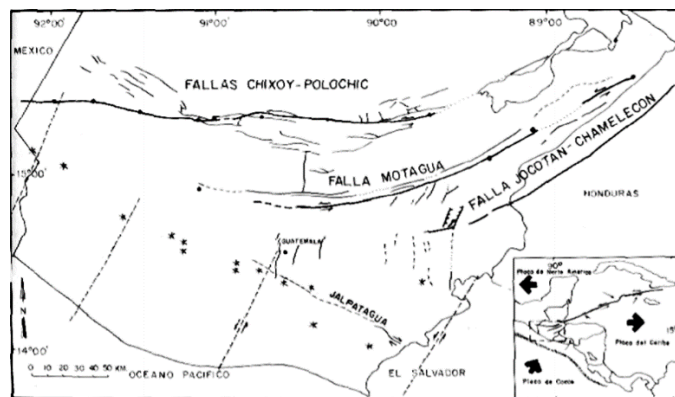 92°00'
91°00'
90°00'
89°00'
MEXICO
FALLAS CHIXOY-POLOCHIC
15°00'
FALLA MOTAGUA
FALLA JOCOTAN-CHAMELECON
HONDURAS
GUATEMALA
JALPATAGUA
N
14°00'
0 10 20 30 40 50 KM.
OCEANO PACIFICO
EL SALVADOR
90°
Placa de Norte America
15°
Placa del Caribe
Placa de Cocos